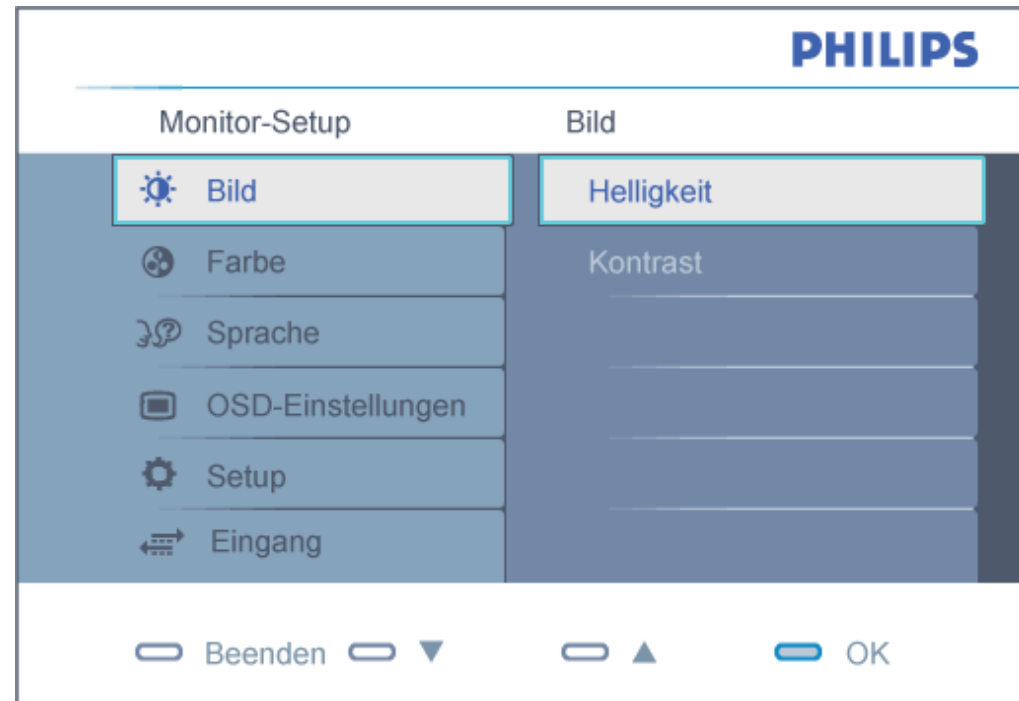 PHILIPS
Monitor-Setup
Bild
Bild
Helligkeit
Farbe
Kontrast
Sprache
OSD-Einstellungen
Setup
Eingang
Beenden ▼ ▲ OK